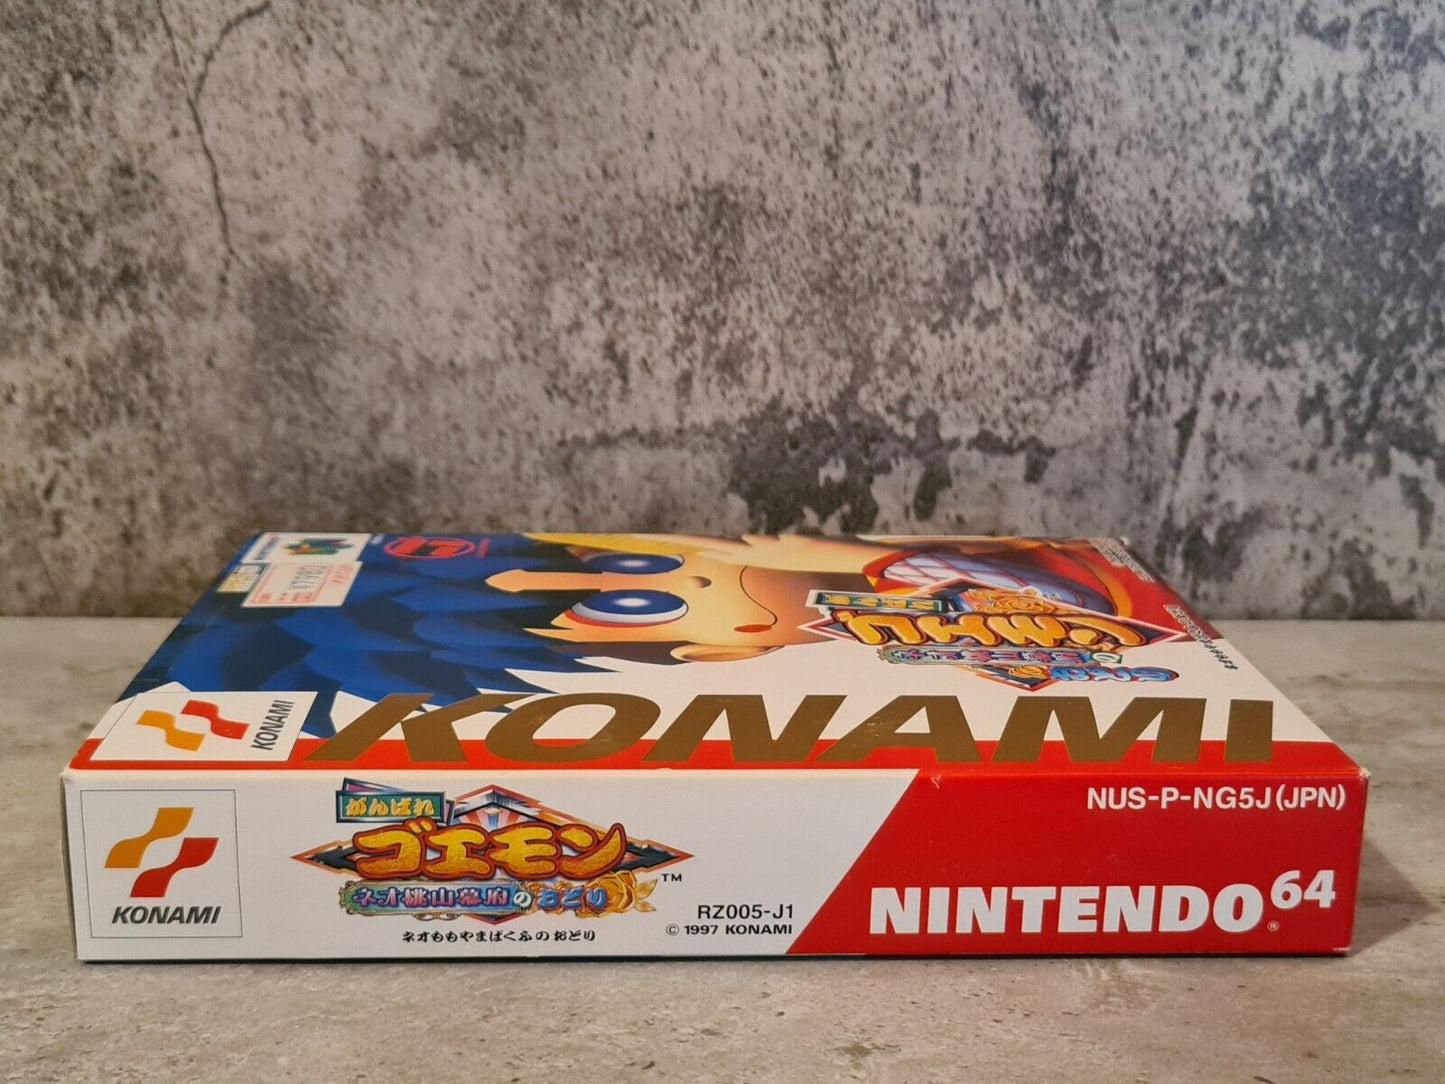 KONAMI
KONAMI
KONAMI
がんばれ
ゴエモン
ネオ桃山幕府のおどり
TM
ネオももやまばくふのおどり
RZ005-J1
© 1997 KONAMI
NUS-P-NG5J(JPN)
NINTENDO 64
®